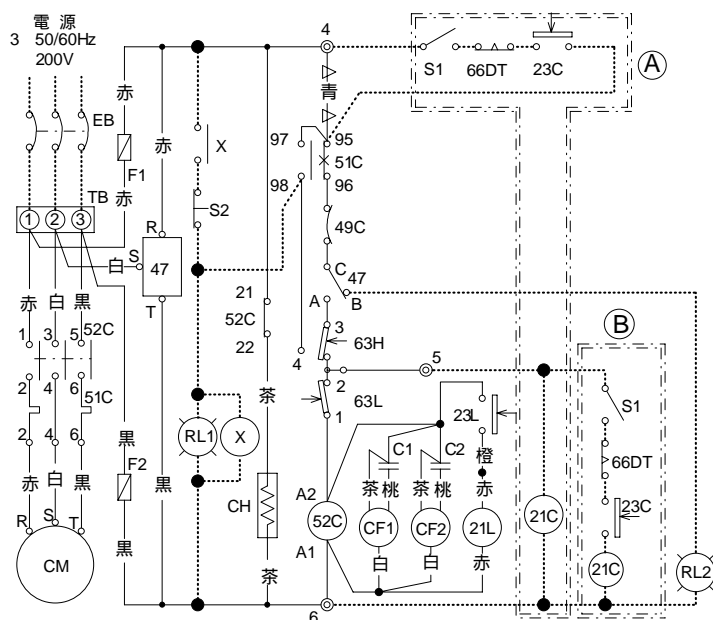 電 源
3 50/60Hz
200V
EB
赤
F1
赤
TB
1 2 3
白
S
赤
R
47
T
赤 白 黒
1 3 5 52C
2 4 6 51C
2 4 6
赤 白 黒
R S T
CM
黒
F2
黒
黒
X
S2
RL1
X
21
52C
22
茶
CH
茶
4
青
97 95
51C
98 96
49C
C 47
A B
3
63H
4
2
63L
1
5
A2
52C
A1
6
C1 C2
茶 桃 茶 桃
CF1 CF2
白 白
23L
橙
赤
21L
赤
S1 66DT 23C
A
21C
B
S1
66DT
23C
21C
RL2